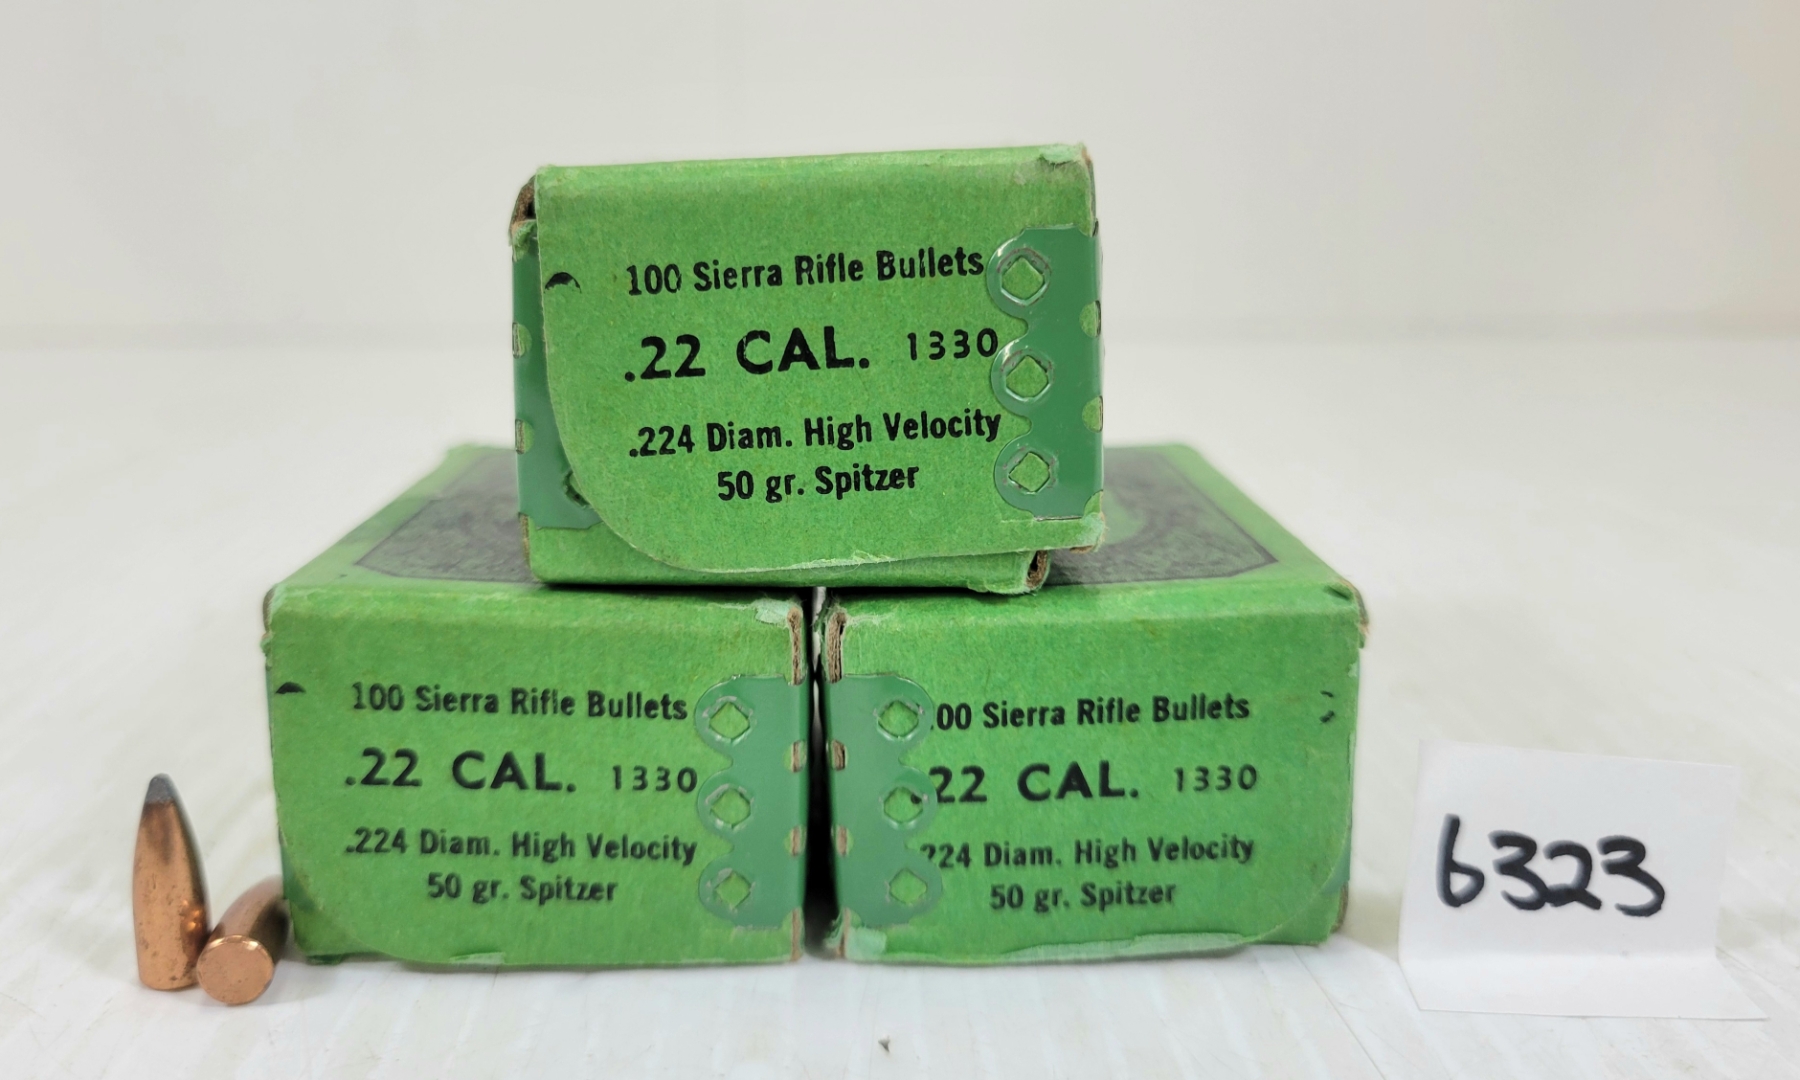 100 Sierra Rifle Bullets
.22 CAL. 1330
.224 Diam. High Velocity
50 gr. Spitzer
100 Sierra Rifle Bullets
.22 CAL. 1330
.224 Diam. High Velocity
50 gr. Spitzer
00 Sierra Rifle Bullets
.22 CAL. 1330
224 Diam. High Velocity
50 gr. Spitzer
6323